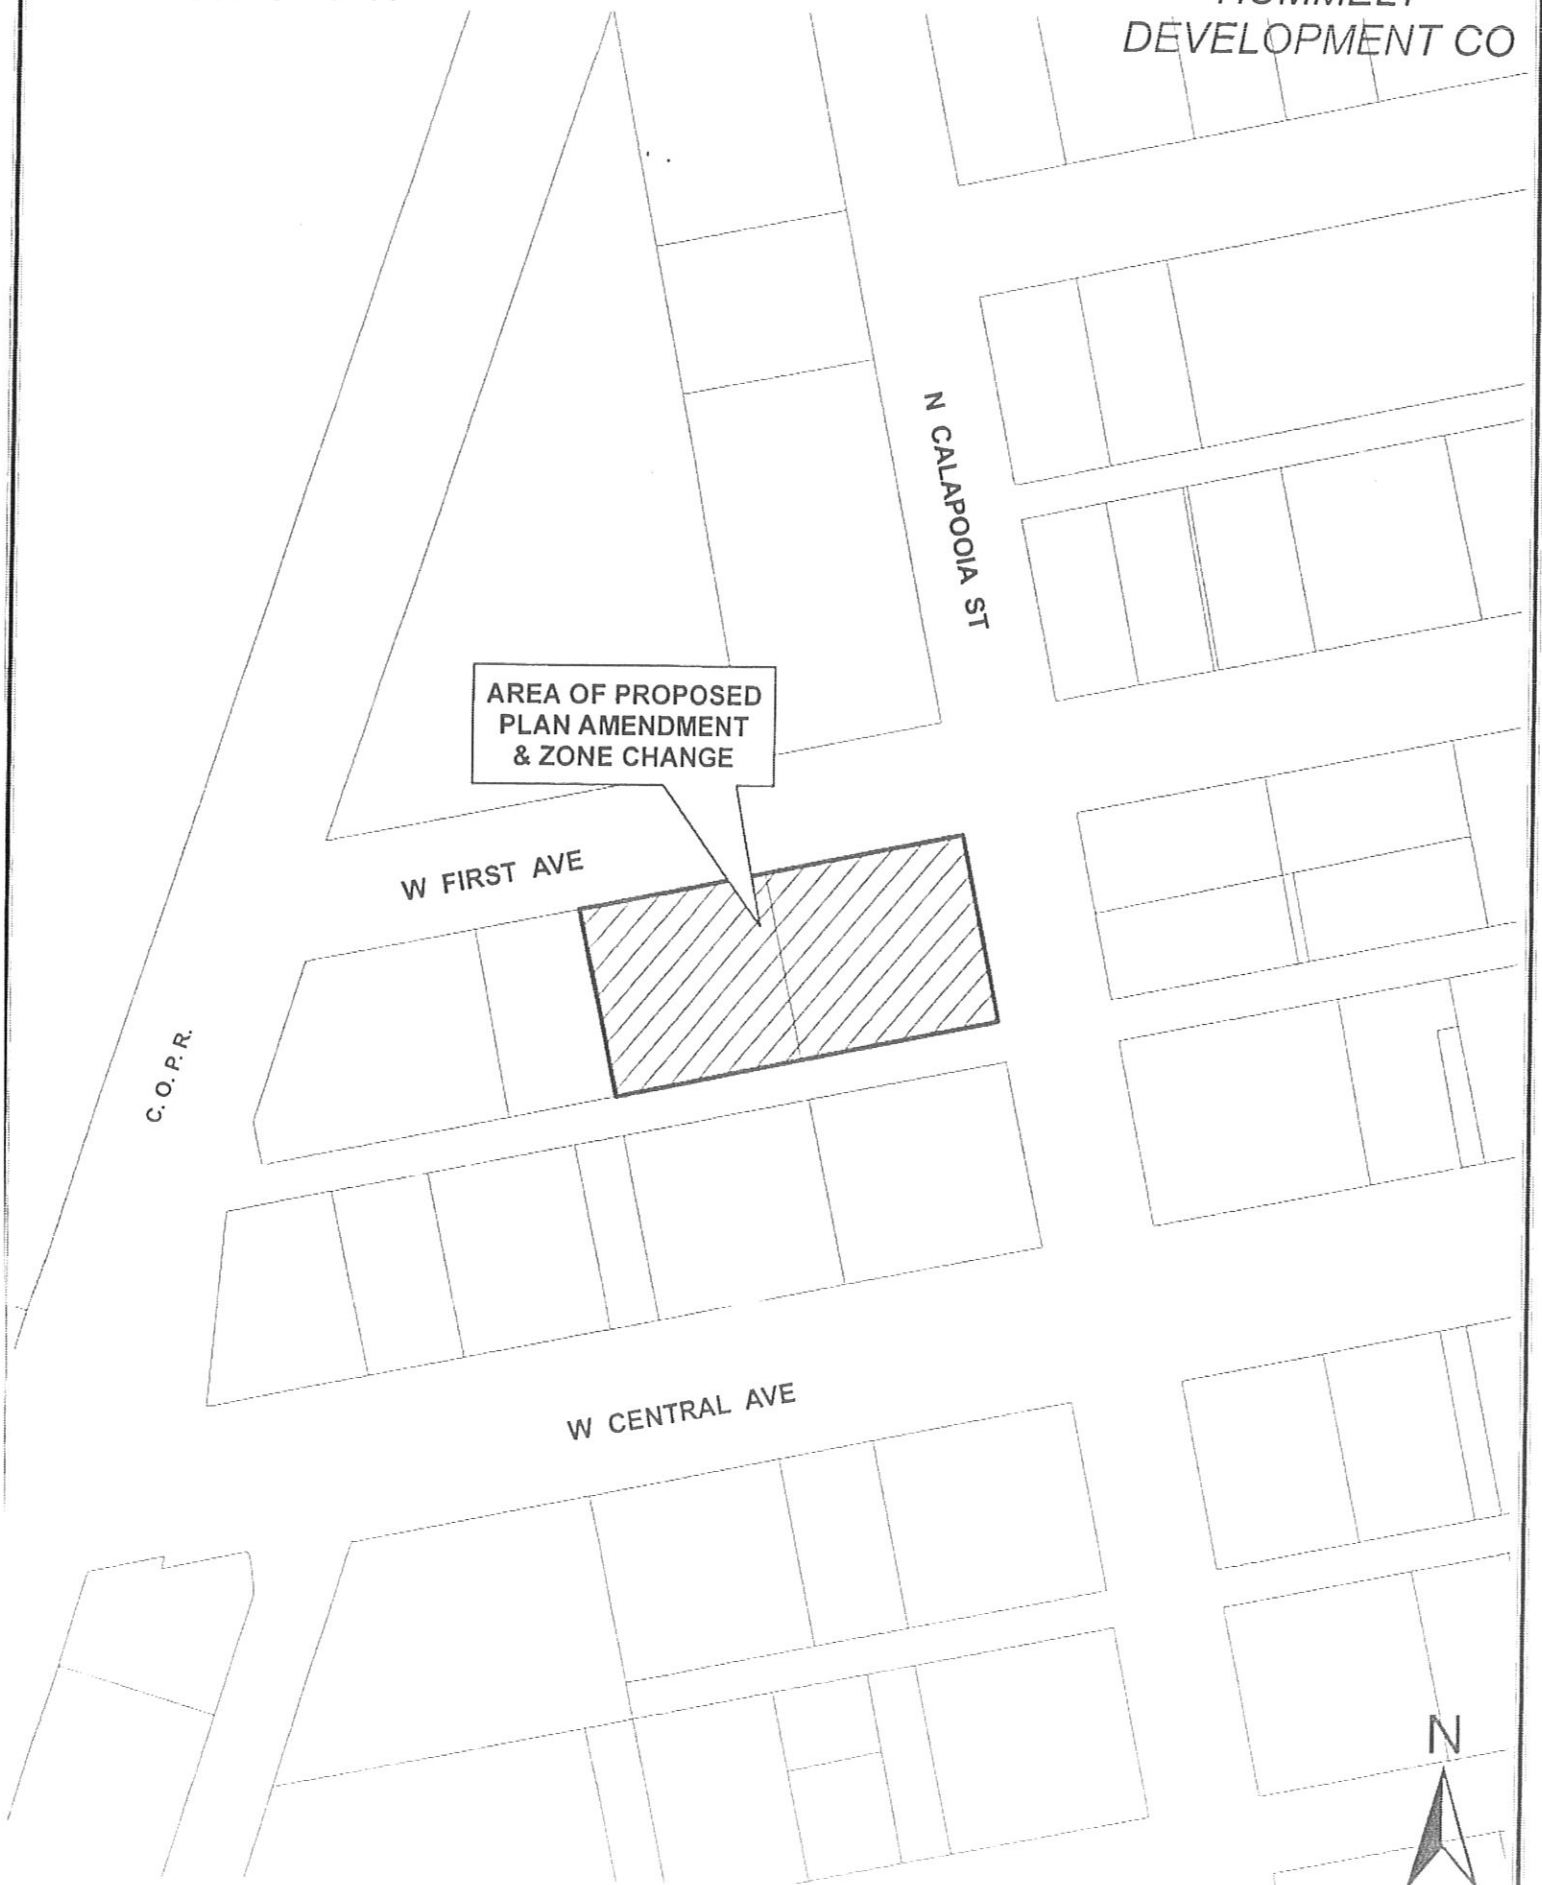 DEVELOPMENT CO
N CALAPOOIA ST
AREA OF PROPOSED
PLAN AMENDMENT
& ZONE CHANGE
W FIRST AVE
C. O. P. R.
W CENTRAL AVE
N